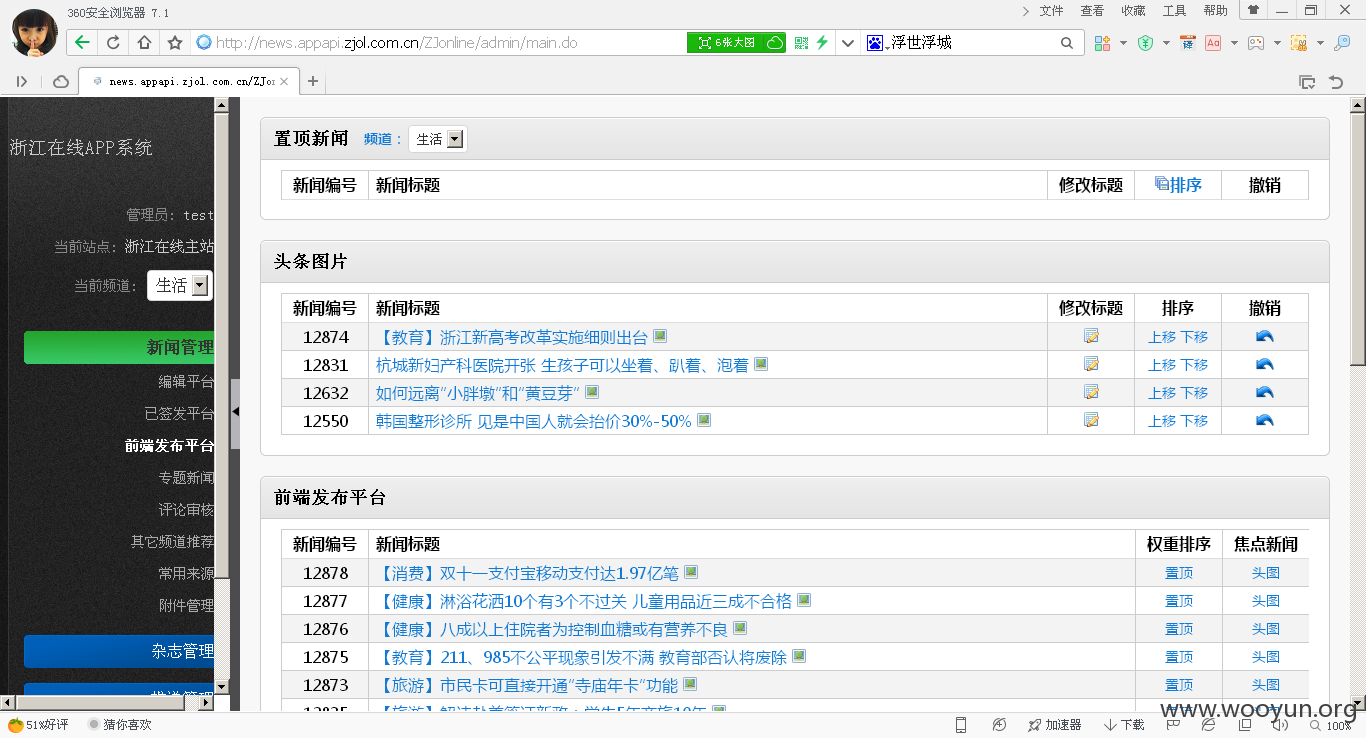 360安全浏览器 7.1
文件 查看 收藏 工具 帮助
http://news.appapi.zjol.com.cn/ZJonline/admin/main.do
6张大图
浮世浮城
news.appapi.zjol.com.cn/ZJon
浙江在线APP系统
管理员: test
当前站点: 浙江在线主站
当前频道: 生活
新闻管理
编辑平台
已签发平台
前端发布平台
专题新闻
评论审核
其它频道推荐
常用来源
附件管理
杂志管理
推送管理
置顶新闻 频道： 生活
新闻编号 新闻标题 修改标题 排序 撤销
头条图片
新闻编号 新闻标题 修改标题 排序 撤销
12874 【教育】浙江新高考改革实施细则出台 上移 下移
12831 杭城新妇产科医院开张 生孩子可以坐着、趴着、泡着 上移 下移
12632 如何远离“小胖墩”和“黄豆芽” 上移 下移
12550 韩国整形诊所 见是中国人就会抬价30%-50% 上移 下移
前端发布平台
新闻编号 新闻标题 权重排序 焦点新闻
12878 【消费】双十一支付宝移动支付达1.97亿笔 置顶 头图
12877 【健康】淋浴花洒10个有3个不过关 儿童用品近三成不合格 置顶 头图
12876 【健康】八成以上住院者为控制血糖或有营养不良 置顶 头图
12875 【教育】211、985不公平现象引发不满 教育部否认将废除 置顶 头图
12873 【旅游】市民卡可直接开通“寺庙年卡”功能 置顶 头图
www.wooyun.org
51%好评 猜你喜欢 加速器 下载 100%